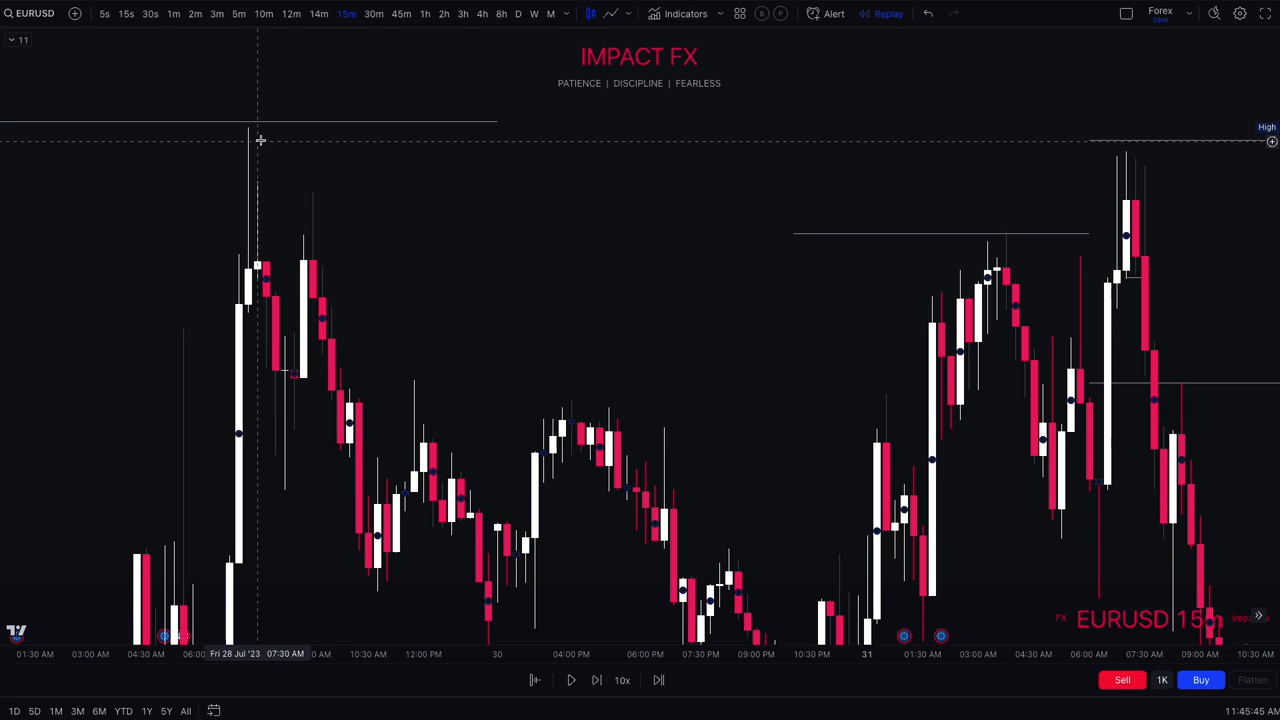 EURUSD 5s 15s 30s 1m 2m 3m 5m 10m 12m 14m 15m 30m 45m 1h 2h 3h 4h 8h D W M Indicators B P Alert Replay Forex
Save
11
IMPACT FX
PATIENCE | DISCIPLINE | FEARLESS
High
FX EURUSD 15m
01:30 AM 03:00 AM 04:30 AM 06:00 Fri 28 Jul '23 07:30 AM 0 AM 10:30 AM 12:00 PM 30 04:00 PM 06:00 PM 07:30 PM 09:00 PM 10:30 PM 31 01:30 AM 03:00 AM 04:30 AM 06:00 AM 07:30 AM 09:00 AM 10:30 AM
10x Sell 1K Buy Flatten
1D 5D 1M 3M 6M YTD 1Y 5Y All 11:45:45 AM